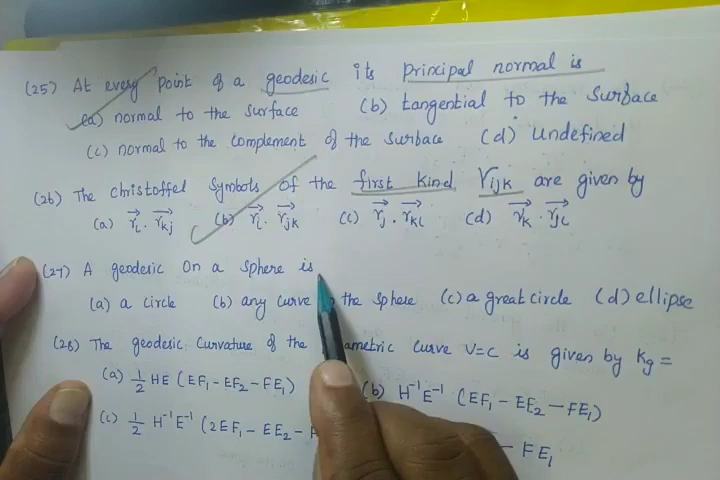 (25) At every point of a geodesic its principal normal is
(a) normal to the surface (b) tangential to the surface
(c) normal to the complement of the surface (d) undefined
(26) The christoffel symbols of the first kind γijk are given by
(a) r⃗i . r⃗kj (b) r⃗i . r⃗jk (c) r⃗j . r⃗ki (d) r⃗k . r⃗ji
(27) A geodesic on a sphere is
(a) a circle (b) any curve the sphere (c) a great circle (d) ellipse
(28) The geodesic curvature of the ametric curve v=c is given by kg =
(a) 1/2 HE (EF₁ - EF₂ - FE₁) (b) H⁻¹E⁻¹ (EF₁ - EE₂ - FE₁)
(c) 1/2 H⁻¹E⁻¹ (2EF₁ - EE₂ - F - FE₁